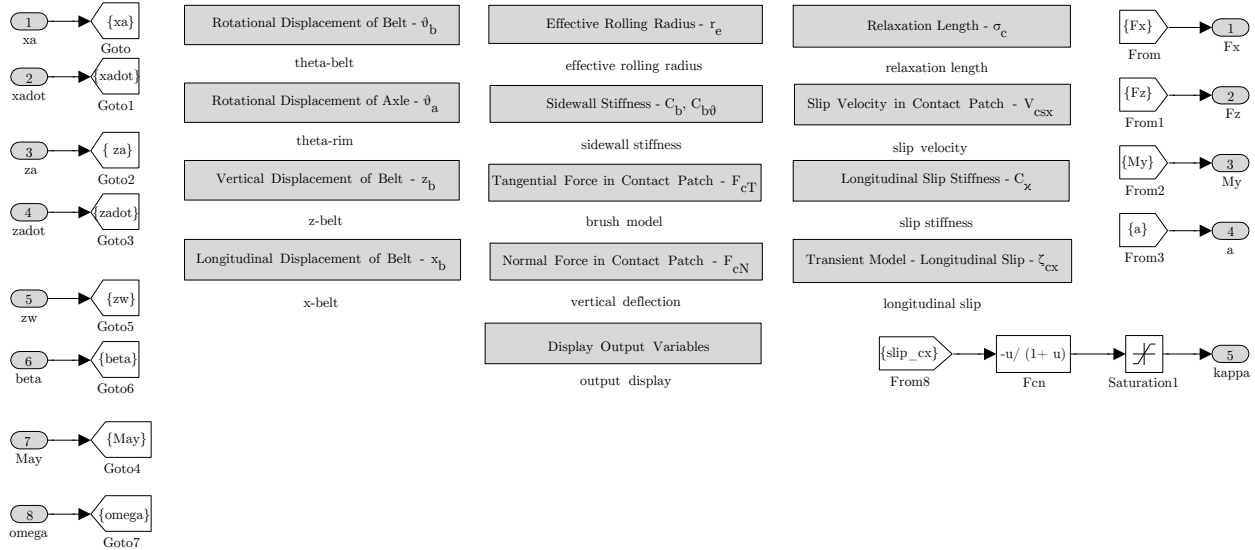 1
xa
{xa}
Goto
2
xadot
{xadot}
Goto1
3
za
{ za}
Goto2
4
zadot
{zadot}
Goto3
5
zw
{zw}
Goto5
6
beta
{beta}
Goto6
7
May
{May}
Goto4
8
omega
{omega}
Goto7
Rotational Displacement of Belt - ϑb
theta-belt
Rotational Displacement of Axle - ϑa
theta-rim
Vertical Displacement of Belt - zb
z-belt
Longitudinal Displacement of Belt - xb
x-belt
Effective Rolling Radius - re
effective rolling radius
Sidewall Stiffness - Cb, Cbϑ
sidewall stiffness
Tangential Force in Contact Patch - FcT
brush model
Normal Force in Contact Patch - FcN
vertical deflection
Display Output Variables
output display
Relaxation Length - σc
relaxation length
Slip Velocity in Contact Patch - Vcsx
slip velocity
Longitudinal Slip Stiffness - Cϰ
slip stiffness
Transient Model - Longitudinal Slip - ζcx
longitudinal slip
{Fx}
From
1
Fx
{Fz}
From1
2
Fz
{My}
From2
3
My
{a}
From3
4
a
{slip_cx}
From8
-u/ (1+ u)
Fcn
Saturation1
5
kappa